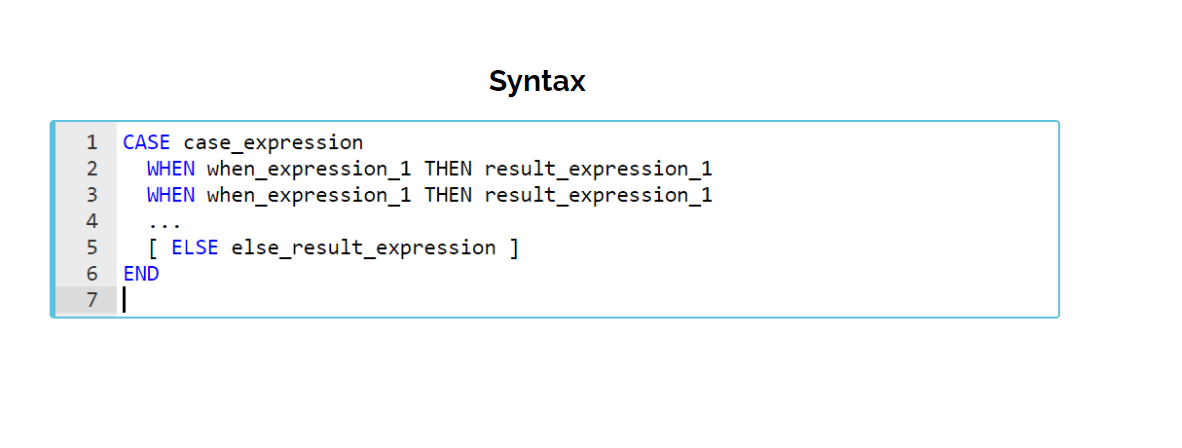 Syntax
1 CASE case_expression
2 WHEN when_expression_1 THEN result_expression_1
3 WHEN when_expression_1 THEN result_expression_1
4 ...
5 [ ELSE else_result_expression ]
6 END
7